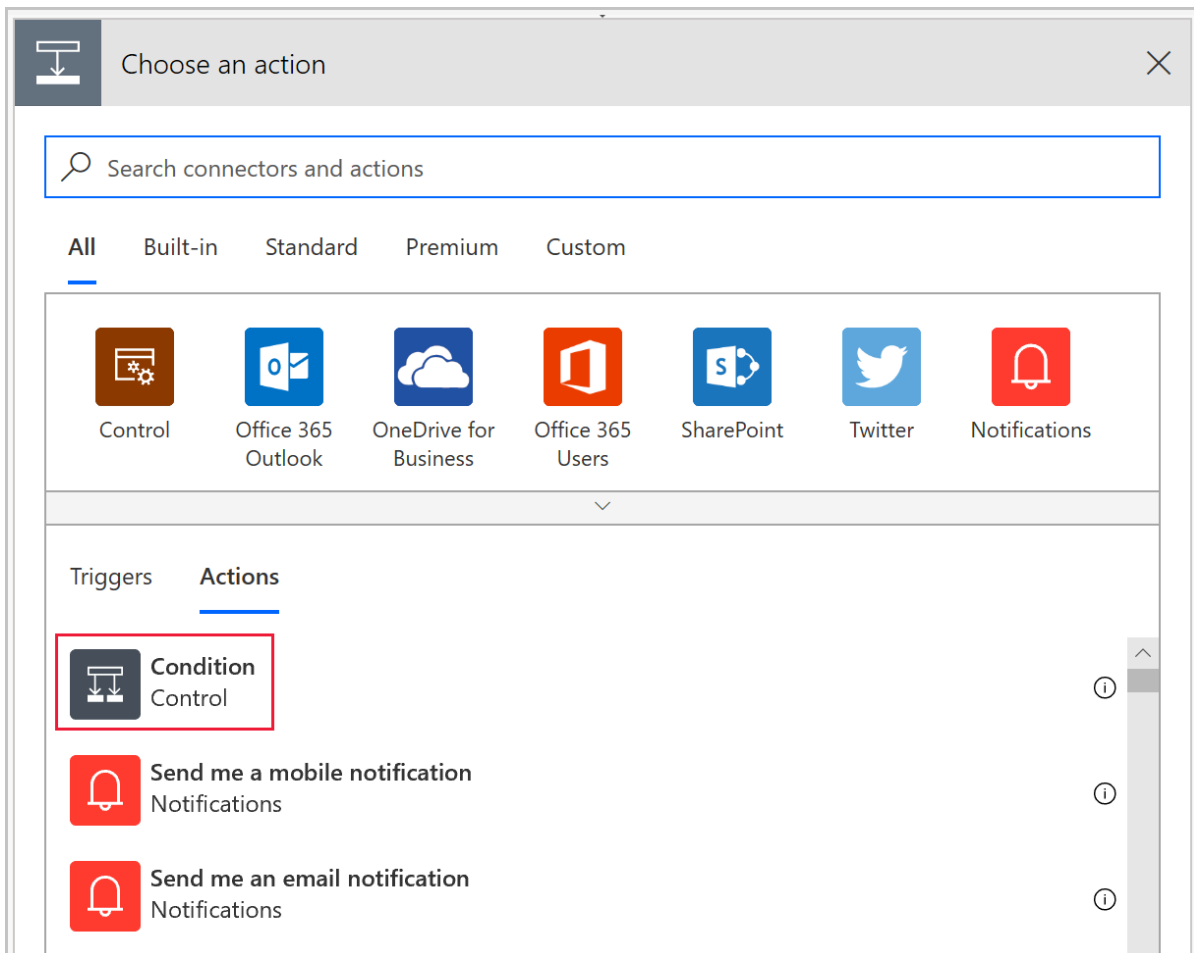 Choose an action
Search connectors and actions
All Built-in Standard Premium Custom
Control Office 365 OneDrive for Office 365 SharePoint Twitter Notifications
Outlook Business Users
Triggers Actions
Condition
Control
Send me a mobile notification
Notifications
Send me an email notification
Notifications